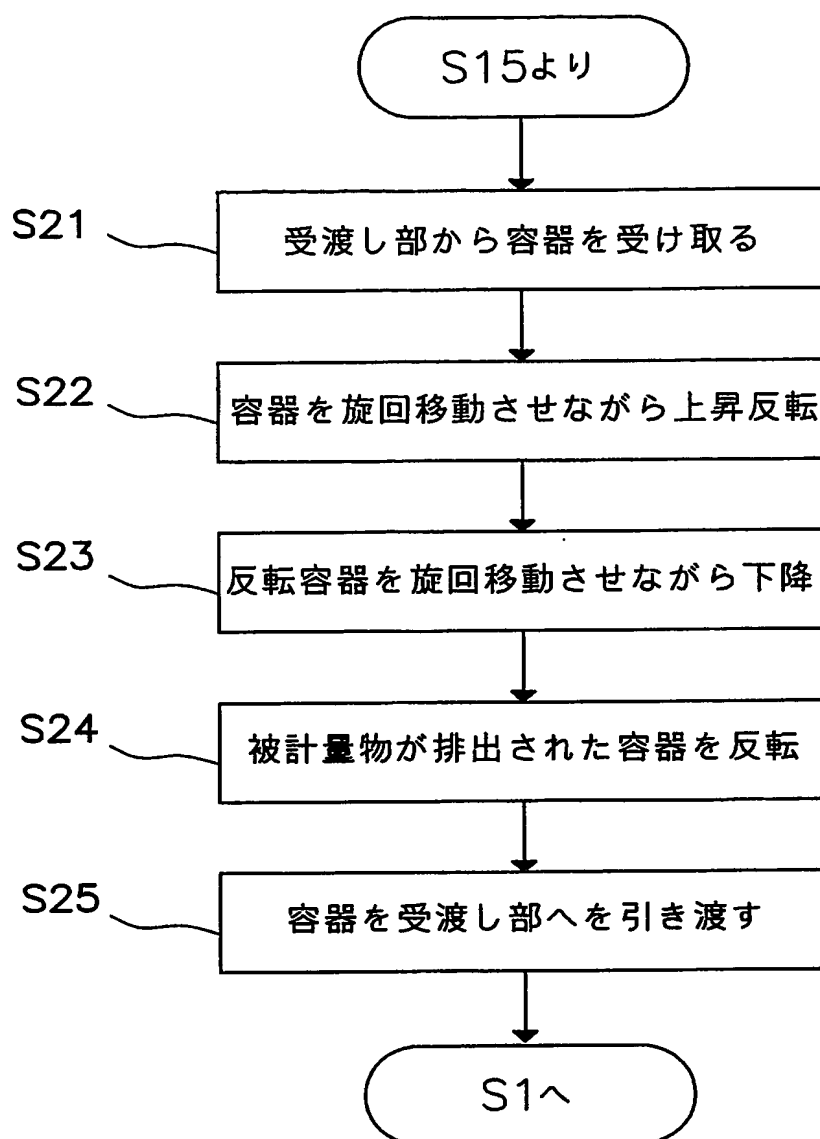 S15より
S21
受渡し部から容器を受け取る
S22
容器を旋回移動させながら上昇反転
S23
反転容器を旋回移動させながら下降
S24
被計量物が排出された容器を反転
S25
容器を受渡し部へを引き渡す
S1へ